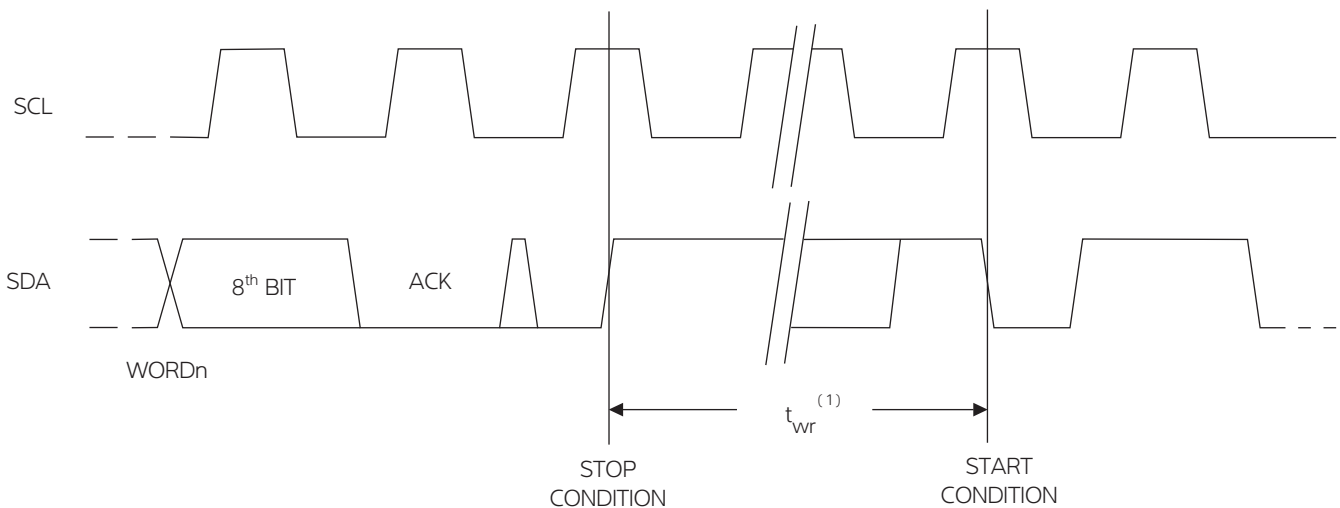 SCL
SDA
8th BIT
ACK
WORDn
twr(1)
STOP
CONDITION
START
CONDITION